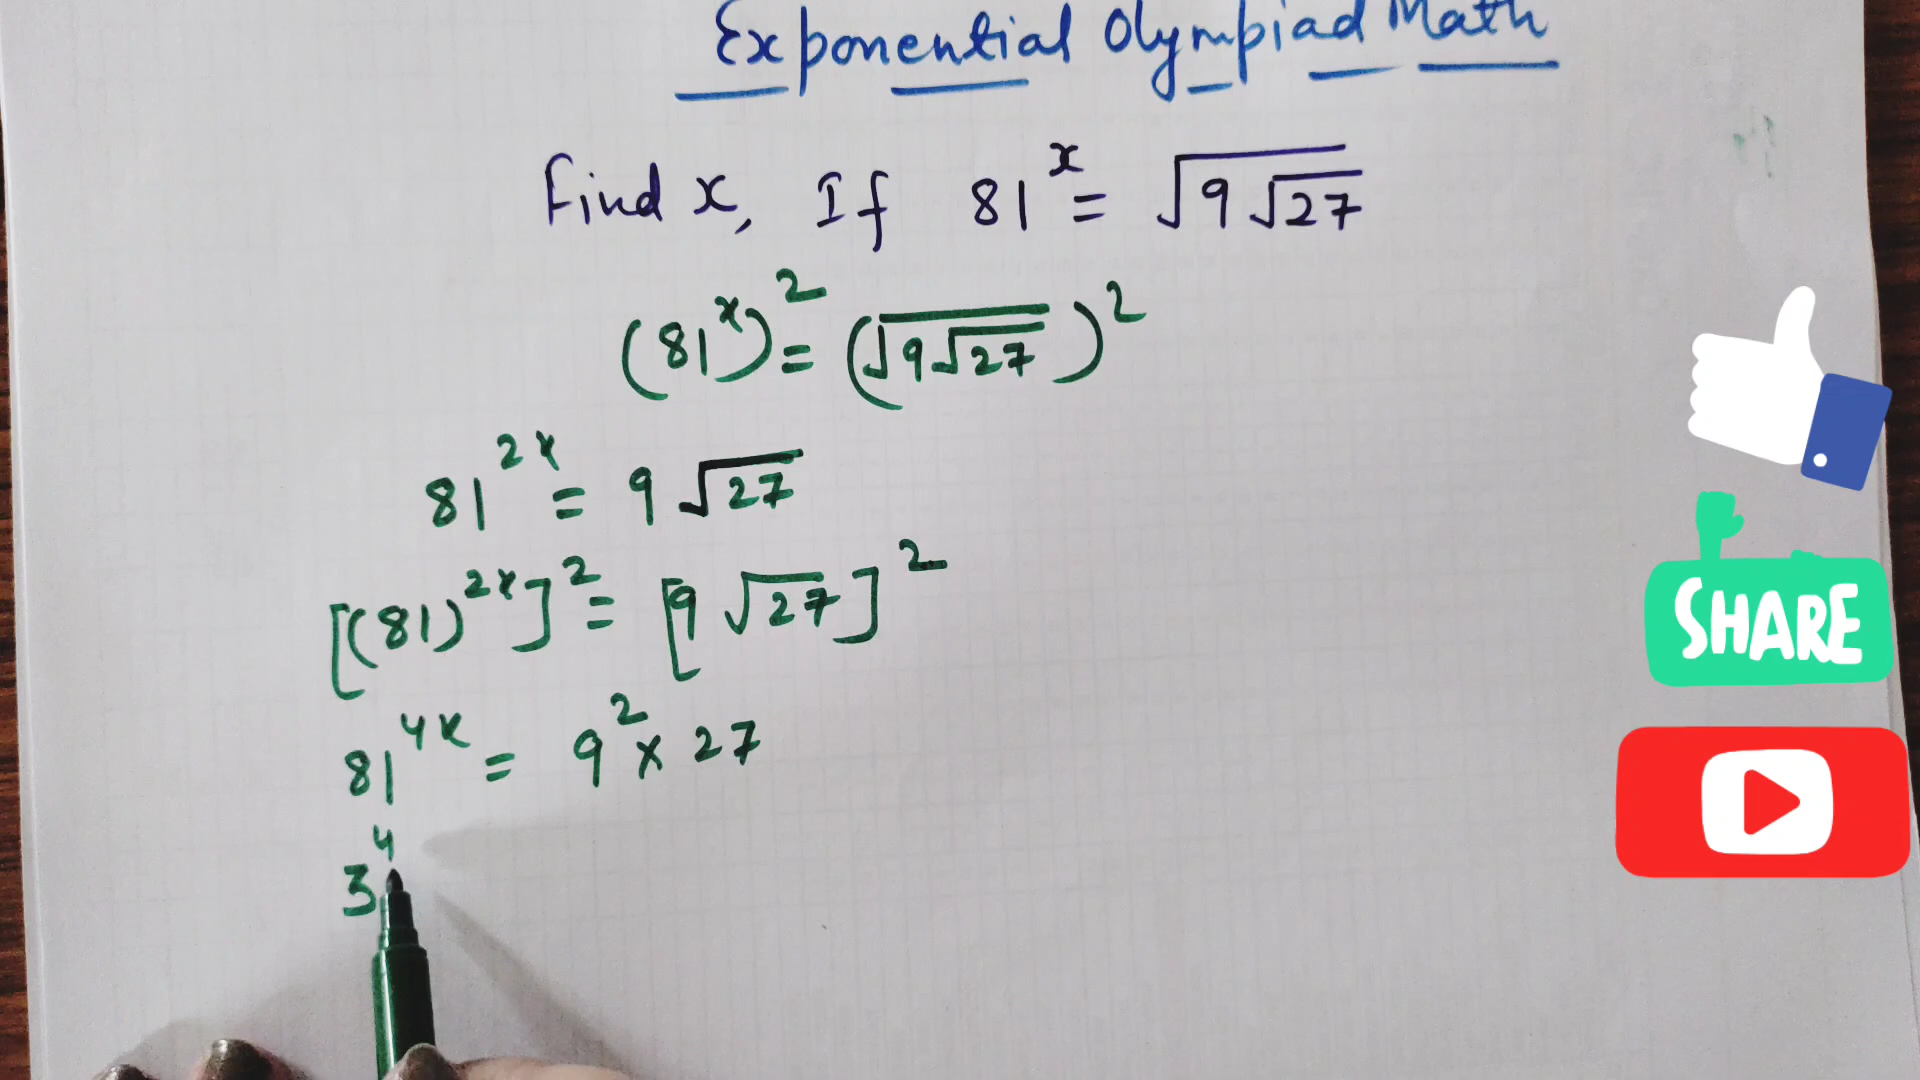 Exponential Olympiad Math
Find x, If 81^x = √(9√27)
(81^x)^2 = (√(9√27))^2
81^2x = 9√27
[(81)^2x]^2 = [9√27]^2
81^4x = 9^2 × 27
3^4
SHARE